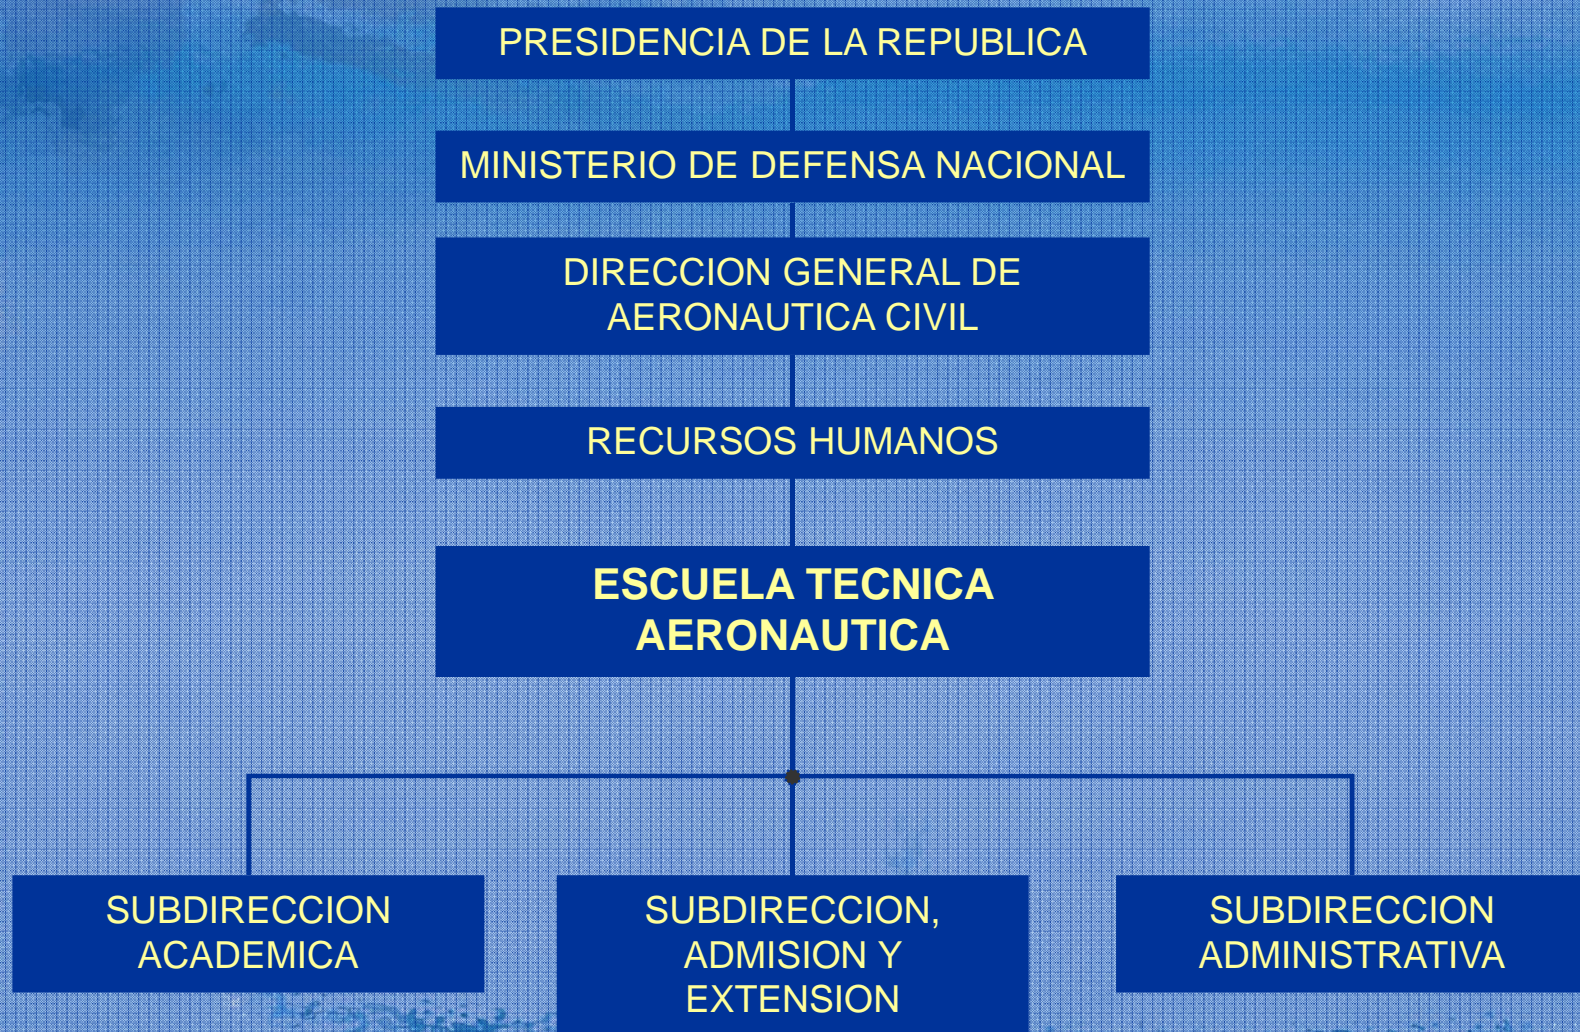 PRESIDENCIA DE LA REPUBLICA
MINISTERIO DE DEFENSA NACIONAL
DIRECCION GENERAL DE
AERONAUTICA CIVIL
RECURSOS HUMANOS
ESCUELA TECNICA
AERONAUTICA
SUBDIRECCION
ACADEMICA
SUBDIRECCION,
ADMISION Y
EXTENSION
SUBDIRECCION
ADMINISTRATIVA